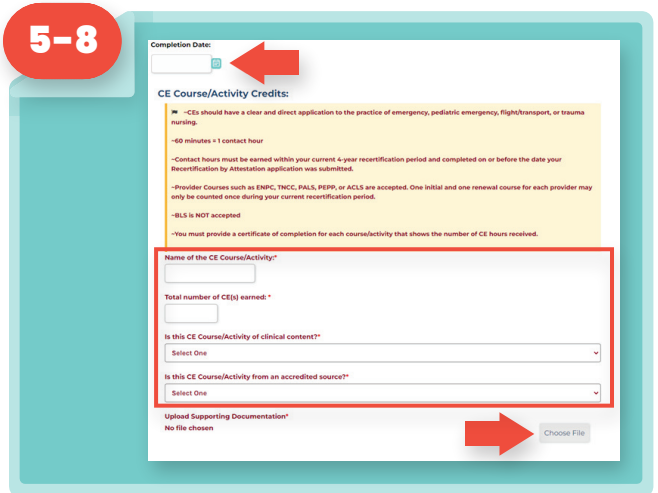 5-8
Completion Date:
CE Course/Activity Credits:
~CEs should have a clear and direct application to the practice of emergency, pediatric emergency, flight/transport, or trauma
nursing.
~60 minutes = 1 contact hour
~Contact hours must be earned within your current 4-year recertification period and completed on or before the date your
Recertification by Attestation application was submitted.
~Provider Courses such as ENPC, TNCC, PALS, PEPP, or ACLS are accepted. One initial and one renewal course for each provider may
only be counted once during your current recertification period.
~BLS is NOT accepted
~You must provide a certificate of completion for each course/activity that shows the number of CE hours received.
Name of the CE Course/Activity:*
Total number of CE(s) earned: *
Is this CE Course/Activity of clinical content?*
Select One
Is this CE Course/Activity from an accredited source?*
Select One
Upload Supporting Documentation*
No file chosen
Choose File